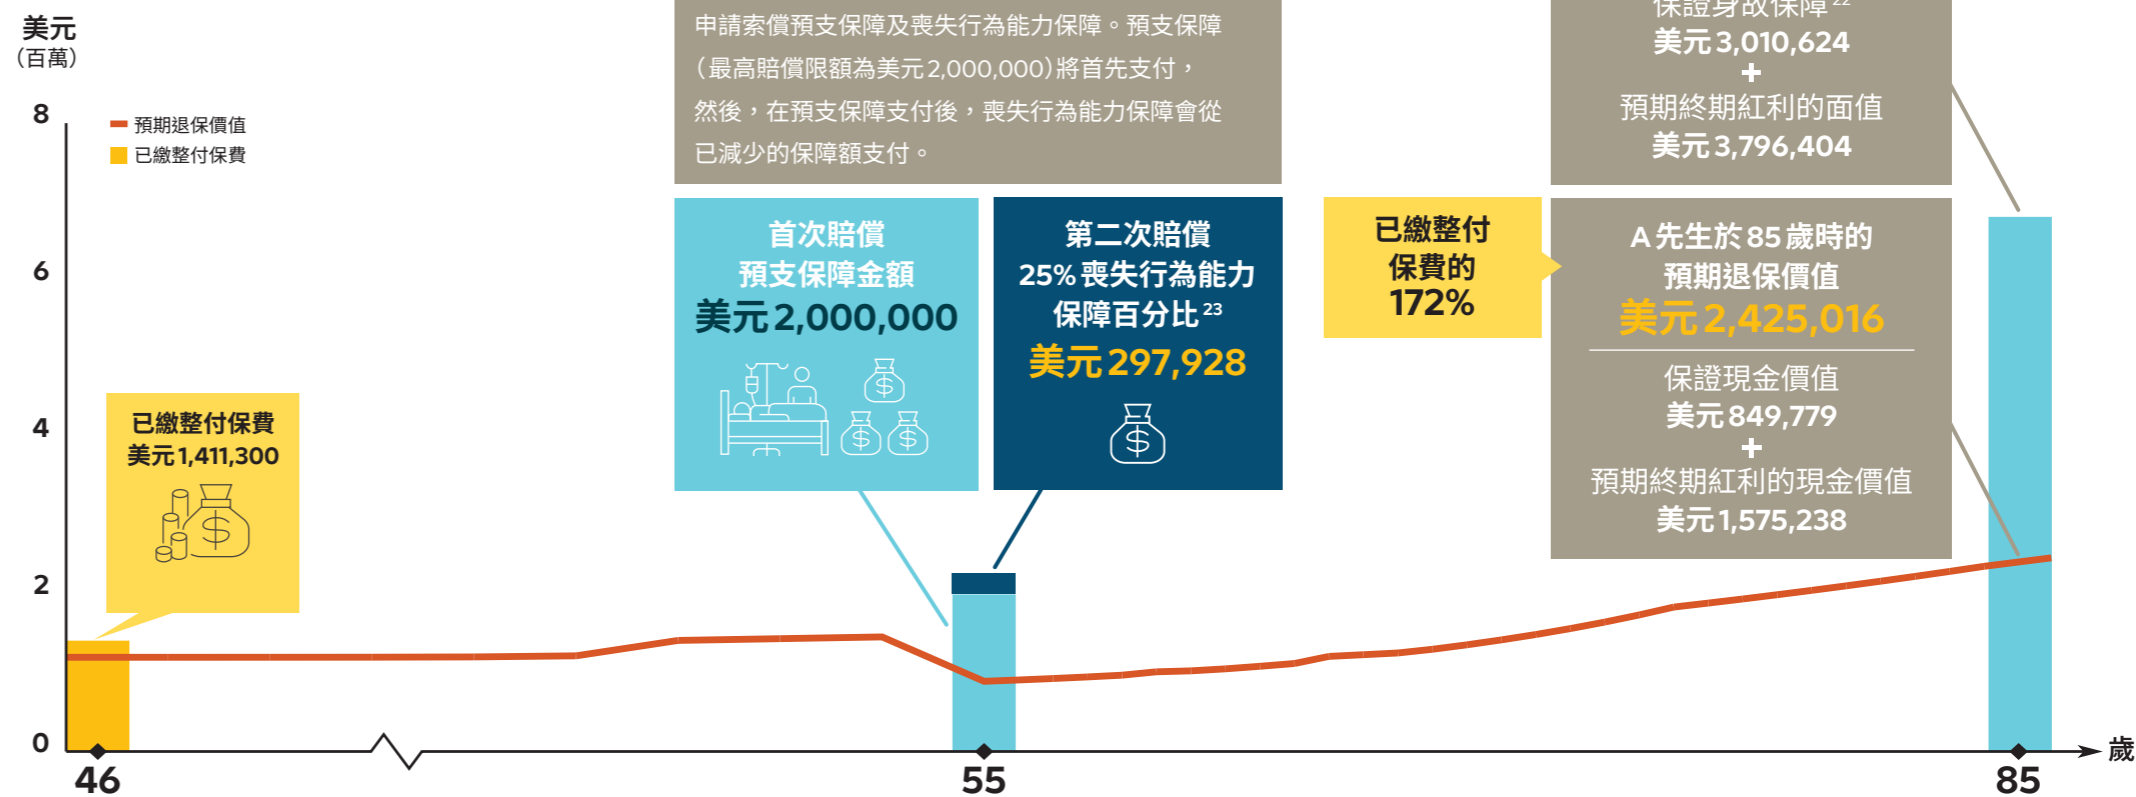 美元
(百萬)
8
6
4
2
0
預期退保價值
已繳整付保費
已繳整付保費
美元1,411,300
申請索償預支保障及喪失行為能力保障。預支保障
(最高賠償限額為美元2,000,000)將首先支付，
然後，在預支保障支付後，喪失行為能力保障會從
已減少的保障額支付。
首次賠償
預支保障金額
美元2,000,000
第二次賠償
25%喪失行為能力
保障百分比23
美元297,928
已繳整付
保費的
172%
保證身故保障22
美元3,010,624
+
預期終期紅利的面值
美元3,796,404
A先生於85歲時的
預期退保價值
美元2,425,016
保證現金價值
美元849,779
+
預期終期紅利的現金價值
美元1,575,238
46
55
85
歲